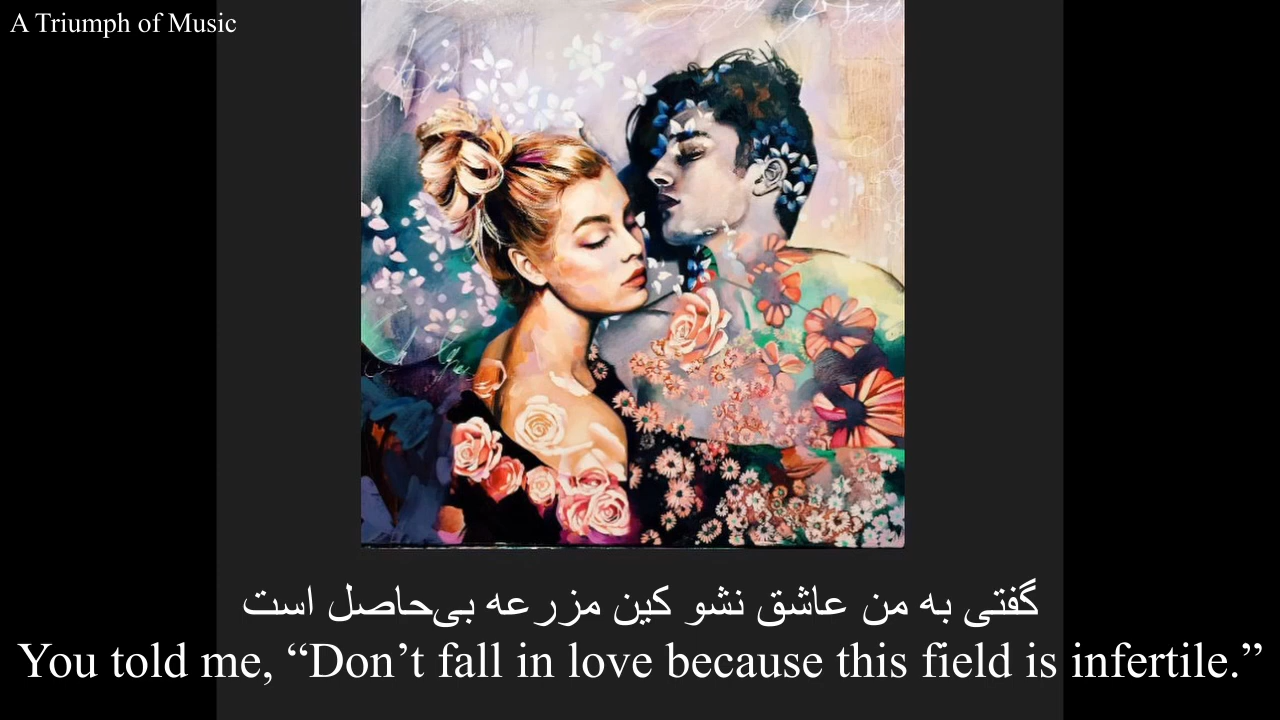 A Triumph of Music
گفتی به من عاشق نشو کین مزرعه بی‌حاصل است
You told me, “Don’t fall in love because this field is infertile.”